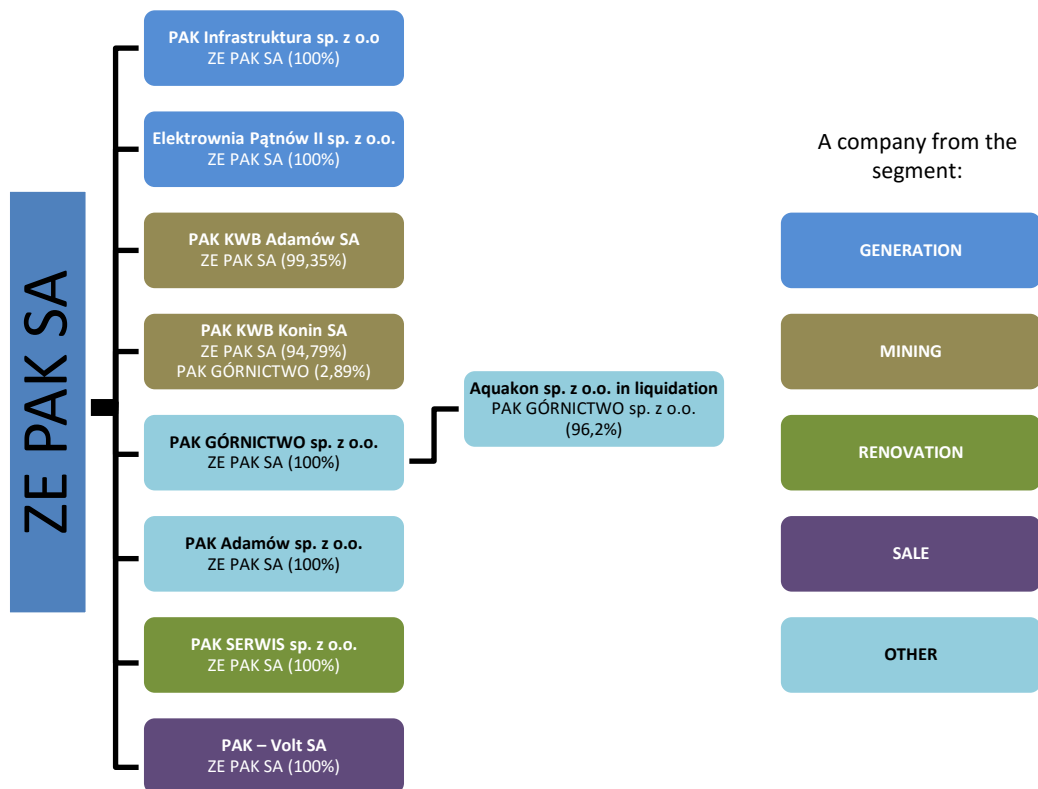 ZE PAK SA
PAK Infrastruktura sp. z o.o
ZE PAK SA (100%)
Elektrownia Pątnów II sp. z o.o.
ZE PAK SA (100%)
PAK KWB Adamów SA
ZE PAK SA (99,35%)
PAK KWB Konin SA
ZE PAK SA (94,79%)
PAK GÓRNICTWO (2,89%)
PAK GÓRNICTWO sp. z o.o.
ZE PAK SA (100%)
Aquakon sp. z o.o. in liquidation
PAK GÓRNICTWO sp. z o.o.
(96,2%)
PAK Adamów sp. z o.o.
ZE PAK SA (100%)
PAK SERWIS sp. z o.o.
ZE PAK SA (100%)
PAK – Volt SA
ZE PAK SA (100%)
A company from the
segment:
GENERATION
MINING
RENOVATION
SALE
OTHER